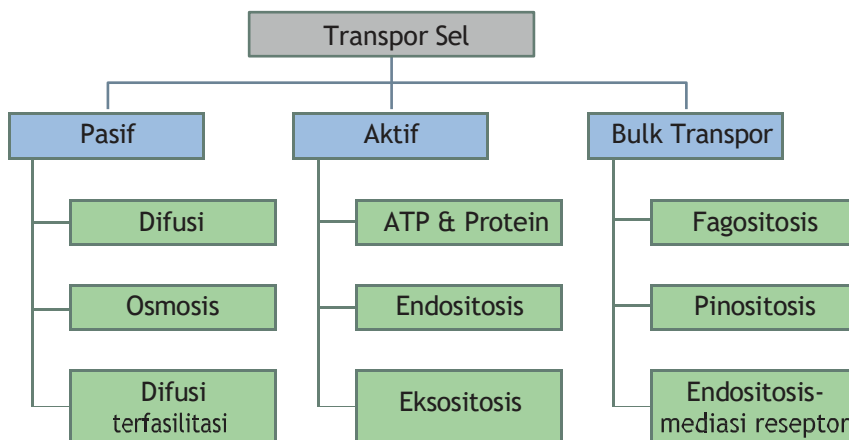 Transpor Sel
Pasif
Aktif
Bulk Transpor
Difusi
ATP & Protein
Fagositosis
Osmosis
Endositosis
Pinositosis
Difusi
terfasilitasi
Eksositosis
Endositosis-
mediasi reseptor